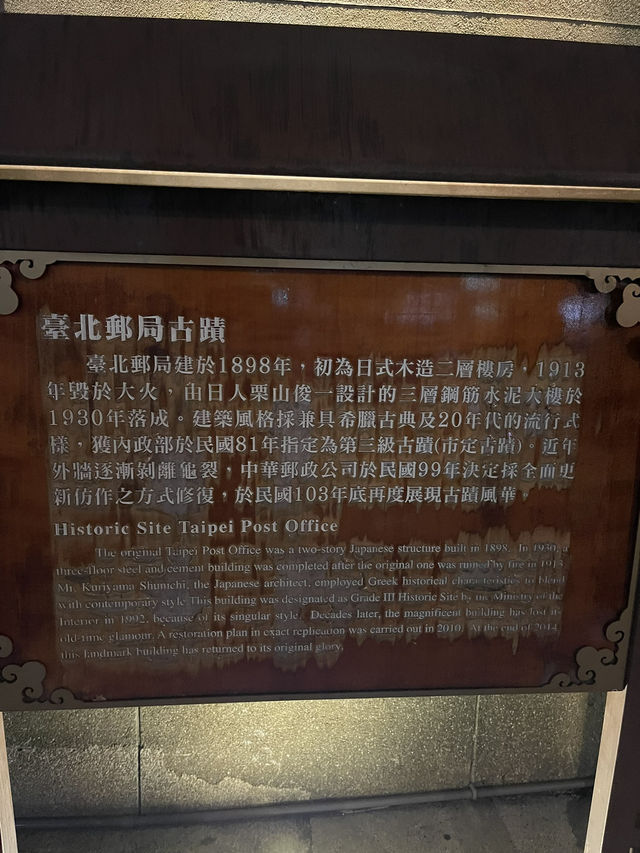 臺北郵局古蹟
臺北郵局建於1898年，初為日式木造二層樓房，1913
年毀於大火，由日人栗山俊一設計的三層鋼筋水泥大樓於
1930年落成。建築風格採兼具希臘古典及20年代的流行式
樣，獲內政部於民國81年指定為第三級古蹟(市定古蹟)。近年
外牆逐漸剝離龜裂，中華郵政公司於民國99年決定採全面更
新仿作之方式修復，於民國103年底再度展現古蹟風華。
Historic Site Taipei Post Office
The original Taipei Post Office was a two-story Japanese structure built in 1898. In 1930, a
three-floor steel and cement building was completed after the original one was ruined by fire in 1913.
Mr. Kuriyama Shunichi, the Japanese architect, employed Greek historical characteristics to blend
with contemporary style. This building was designated as Grade III Historic Site by the Ministry of the
Interior in 1992, because of its singular style. Decades later, the magnificent building has lost its
old-time glamour. A restoration plan in exact replication was carried out in 2010. At the end of 2014,
this landmark building has returned to its original glory.